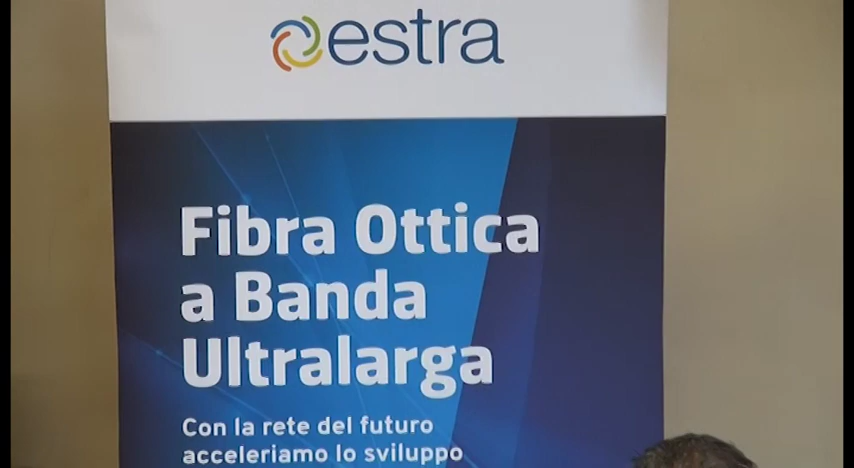 estra
Fibra Ottica
a Banda
Ultralarga
Con la rete del futuro
acceleriamo lo sviluppo